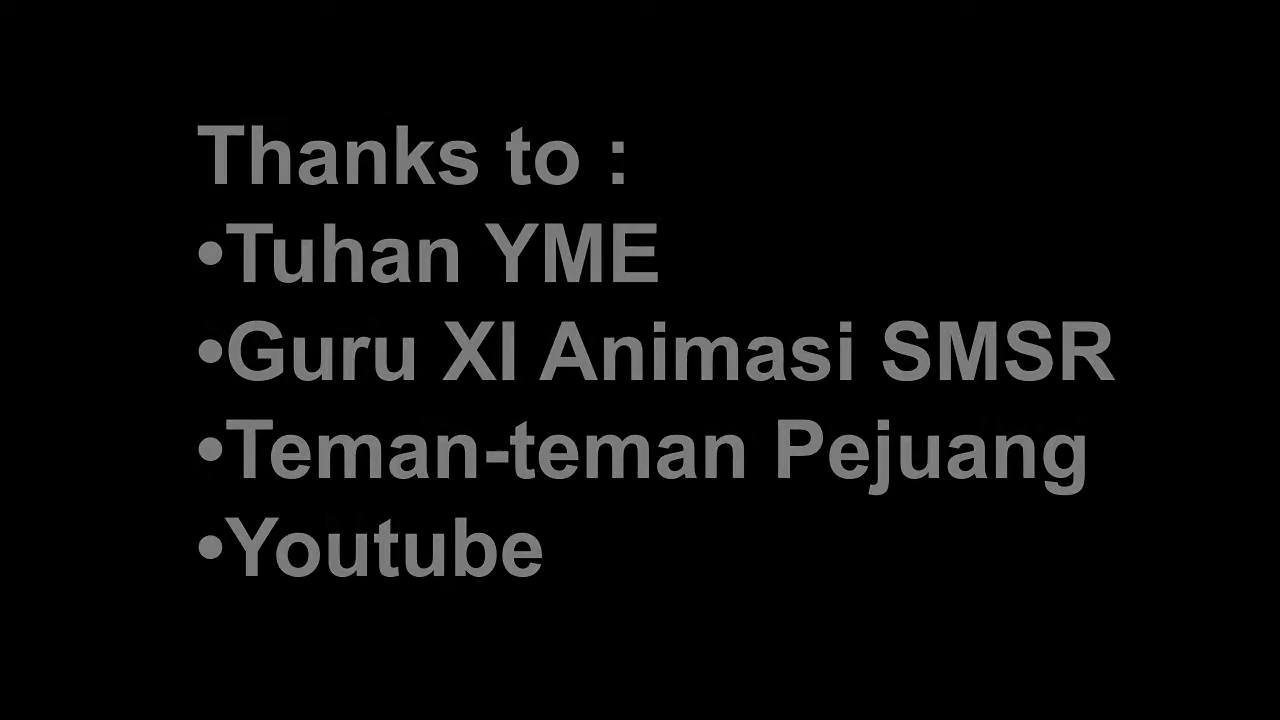 Thanks to :
•Tuhan YME
•Guru XI Animasi SMSR
•Teman-teman Pejuang
•Youtube